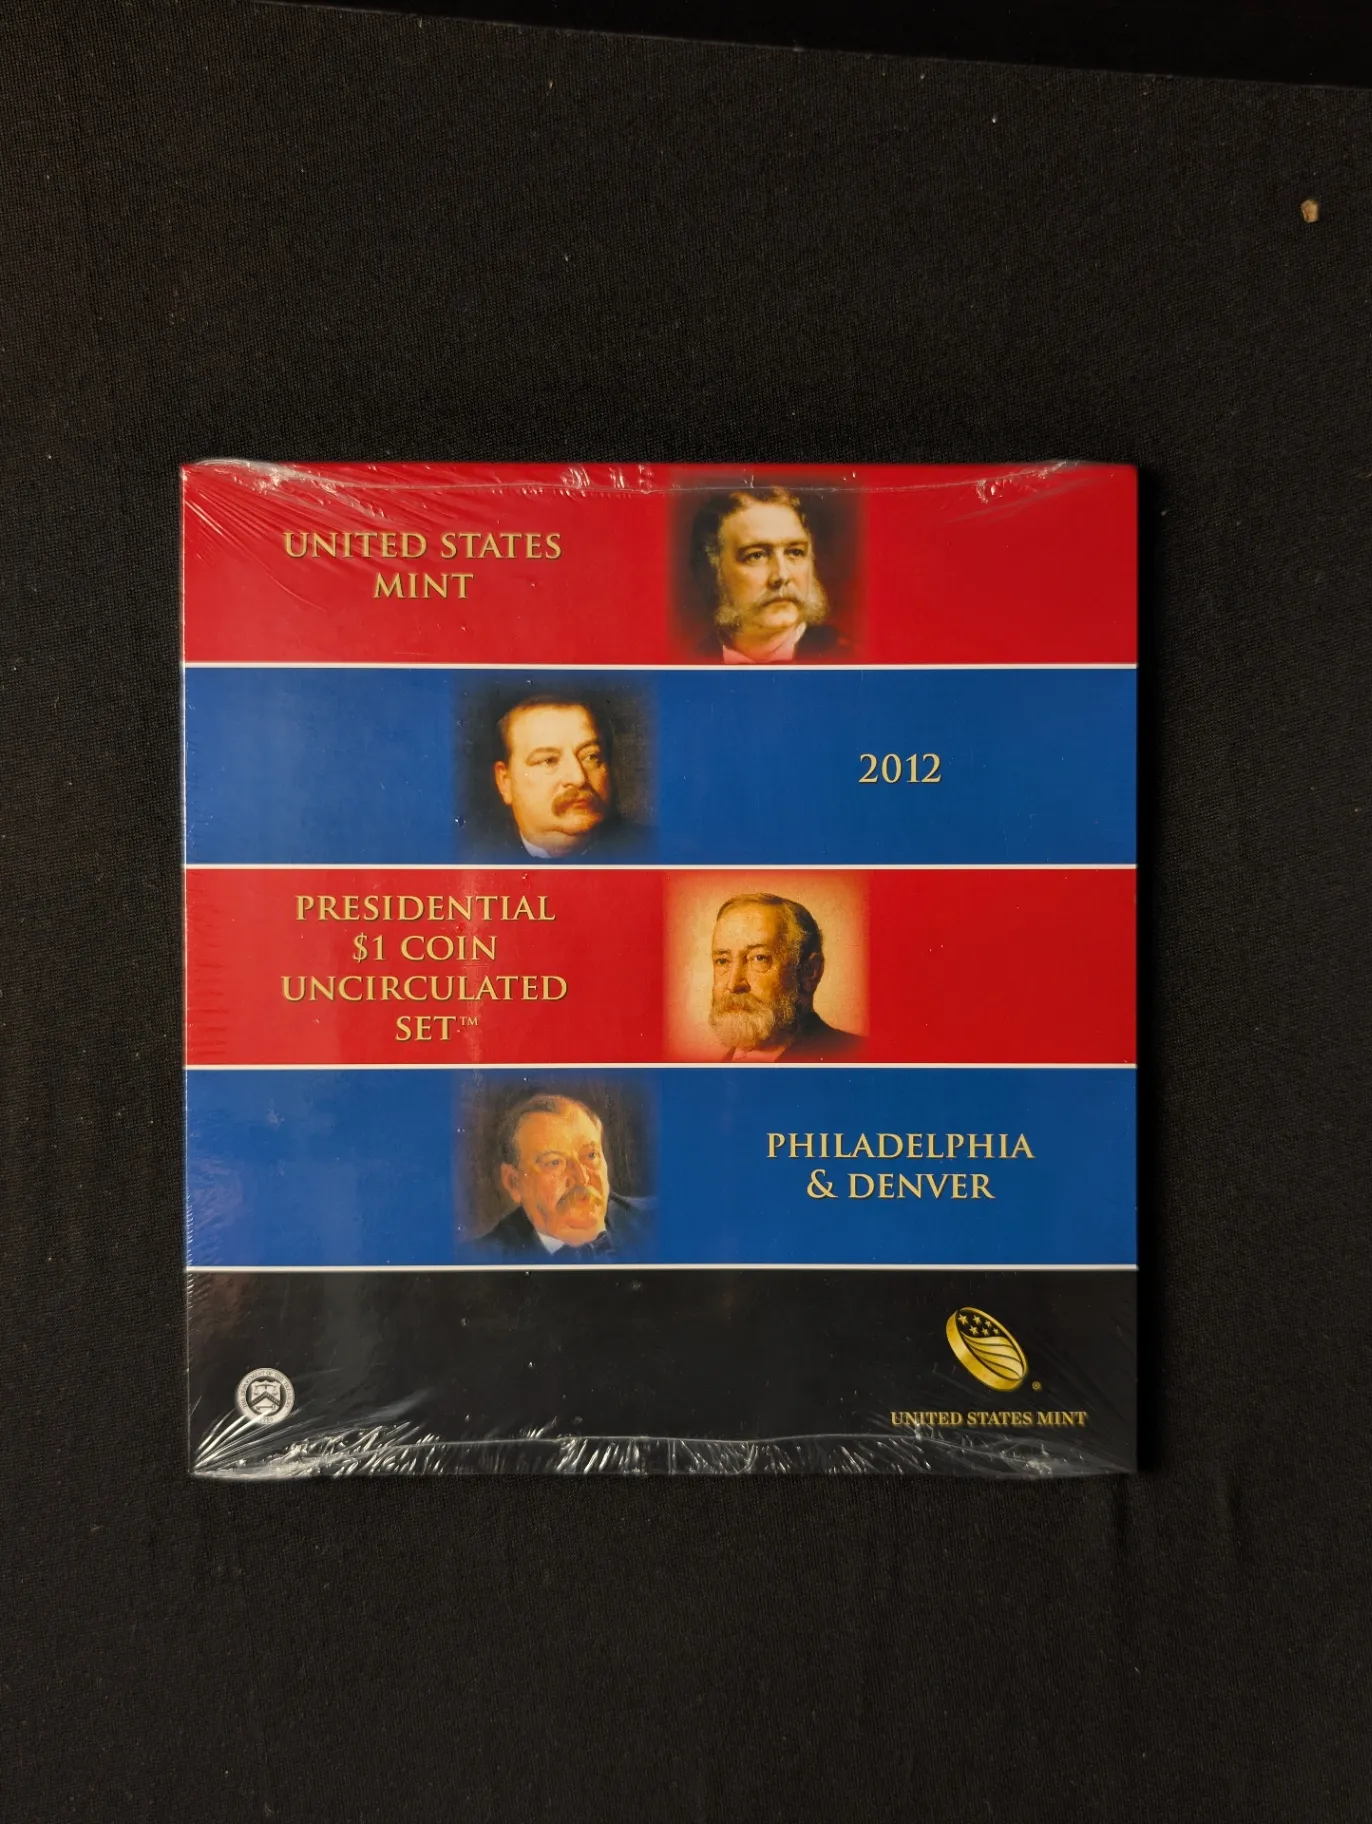 UNITED STATES
MINT
2012
PRESIDENTIAL
$1 COIN
UNCIRCULATED
SET™
PHILADELPHIA
& DENVER
®
UNITED STATES MINT